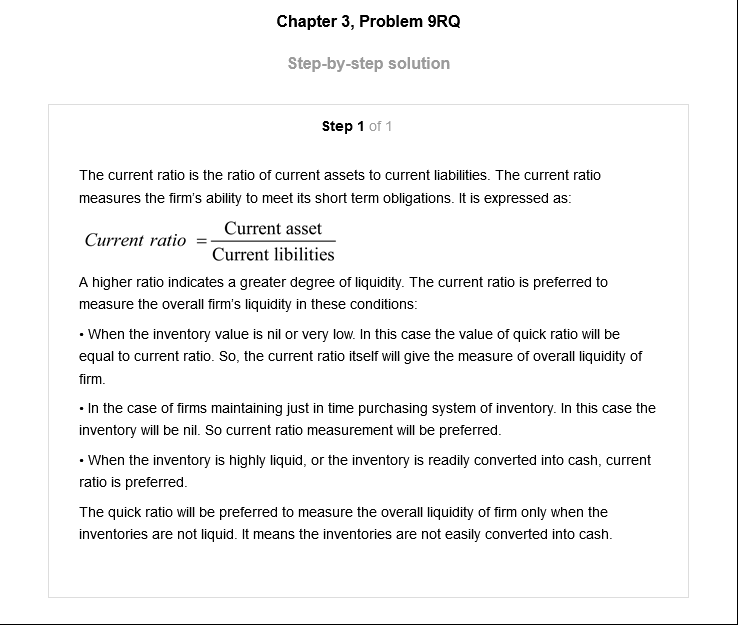 Chapter 3, Problem 9RQ
Step-by-step solution
Step 1 of 1
The current ratio is the ratio of current assets to current liabilities. The current ratio
measures the firm's ability to meet its short term obligations. It is expressed as:
Current asset
Current ratio =
Current libilities
A higher ratio indicates a greater degree of liquidity. The current ratio is preferred to
measure the overall firm's liquidity in these conditions:
• When the inventory value is nil or very low. In this case the value of quick ratio will be
equal to current ratio. So, the current ratio itself will give the measure of overall liquidity of
firm.
• In the case of firms maintaining just in time purchasing system of inventory. In this case the
inventory will be nil. So current ratio measurement will be preferred.
• When the inventory is highly liquid, or the inventory is readily converted into cash, current
ratio is preferred.
The quick ratio will be preferred to measure the overall liquidity of firm only when the
inventories are not liquid. It means the inventories are not easily converted into cash.